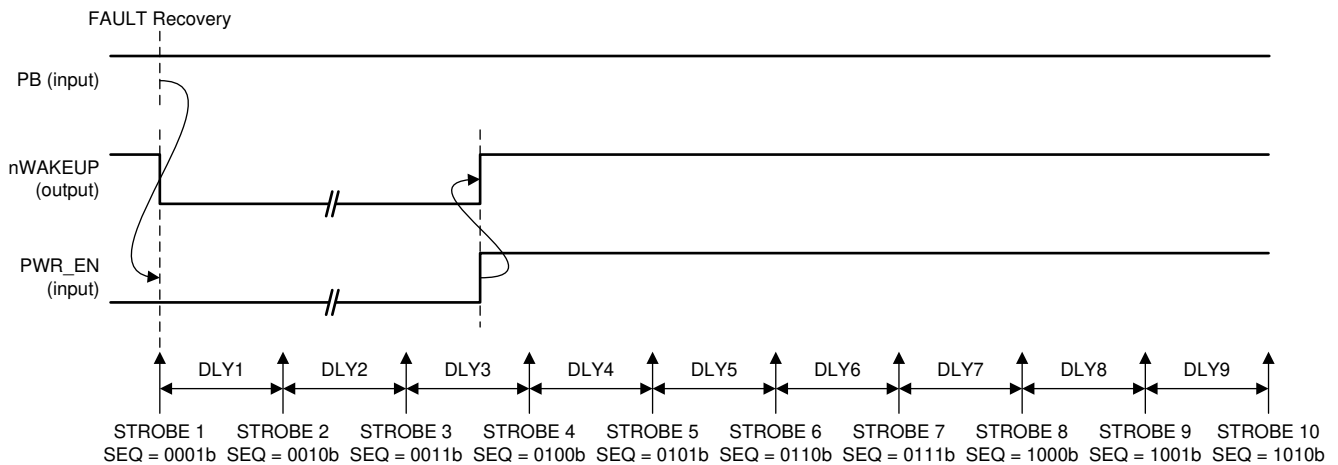 FAULT Recovery
PB (input)
nWAKEUP
(output)
PWR_EN
(input)
DLY1 DLY2 DLY3 DLY4 DLY5 DLY6 DLY7 DLY8 DLY9
STROBE 1 STROBE 2 STROBE 3 STROBE 4 STROBE 5 STROBE 6 STROBE 7 STROBE 8 STROBE 9 STROBE 10
SEQ = 0001b SEQ = 0010b SEQ = 0011b SEQ = 0100b SEQ = 0101b SEQ = 0110b SEQ = 0111b SEQ = 1000b SEQ = 1001b SEQ = 1010b